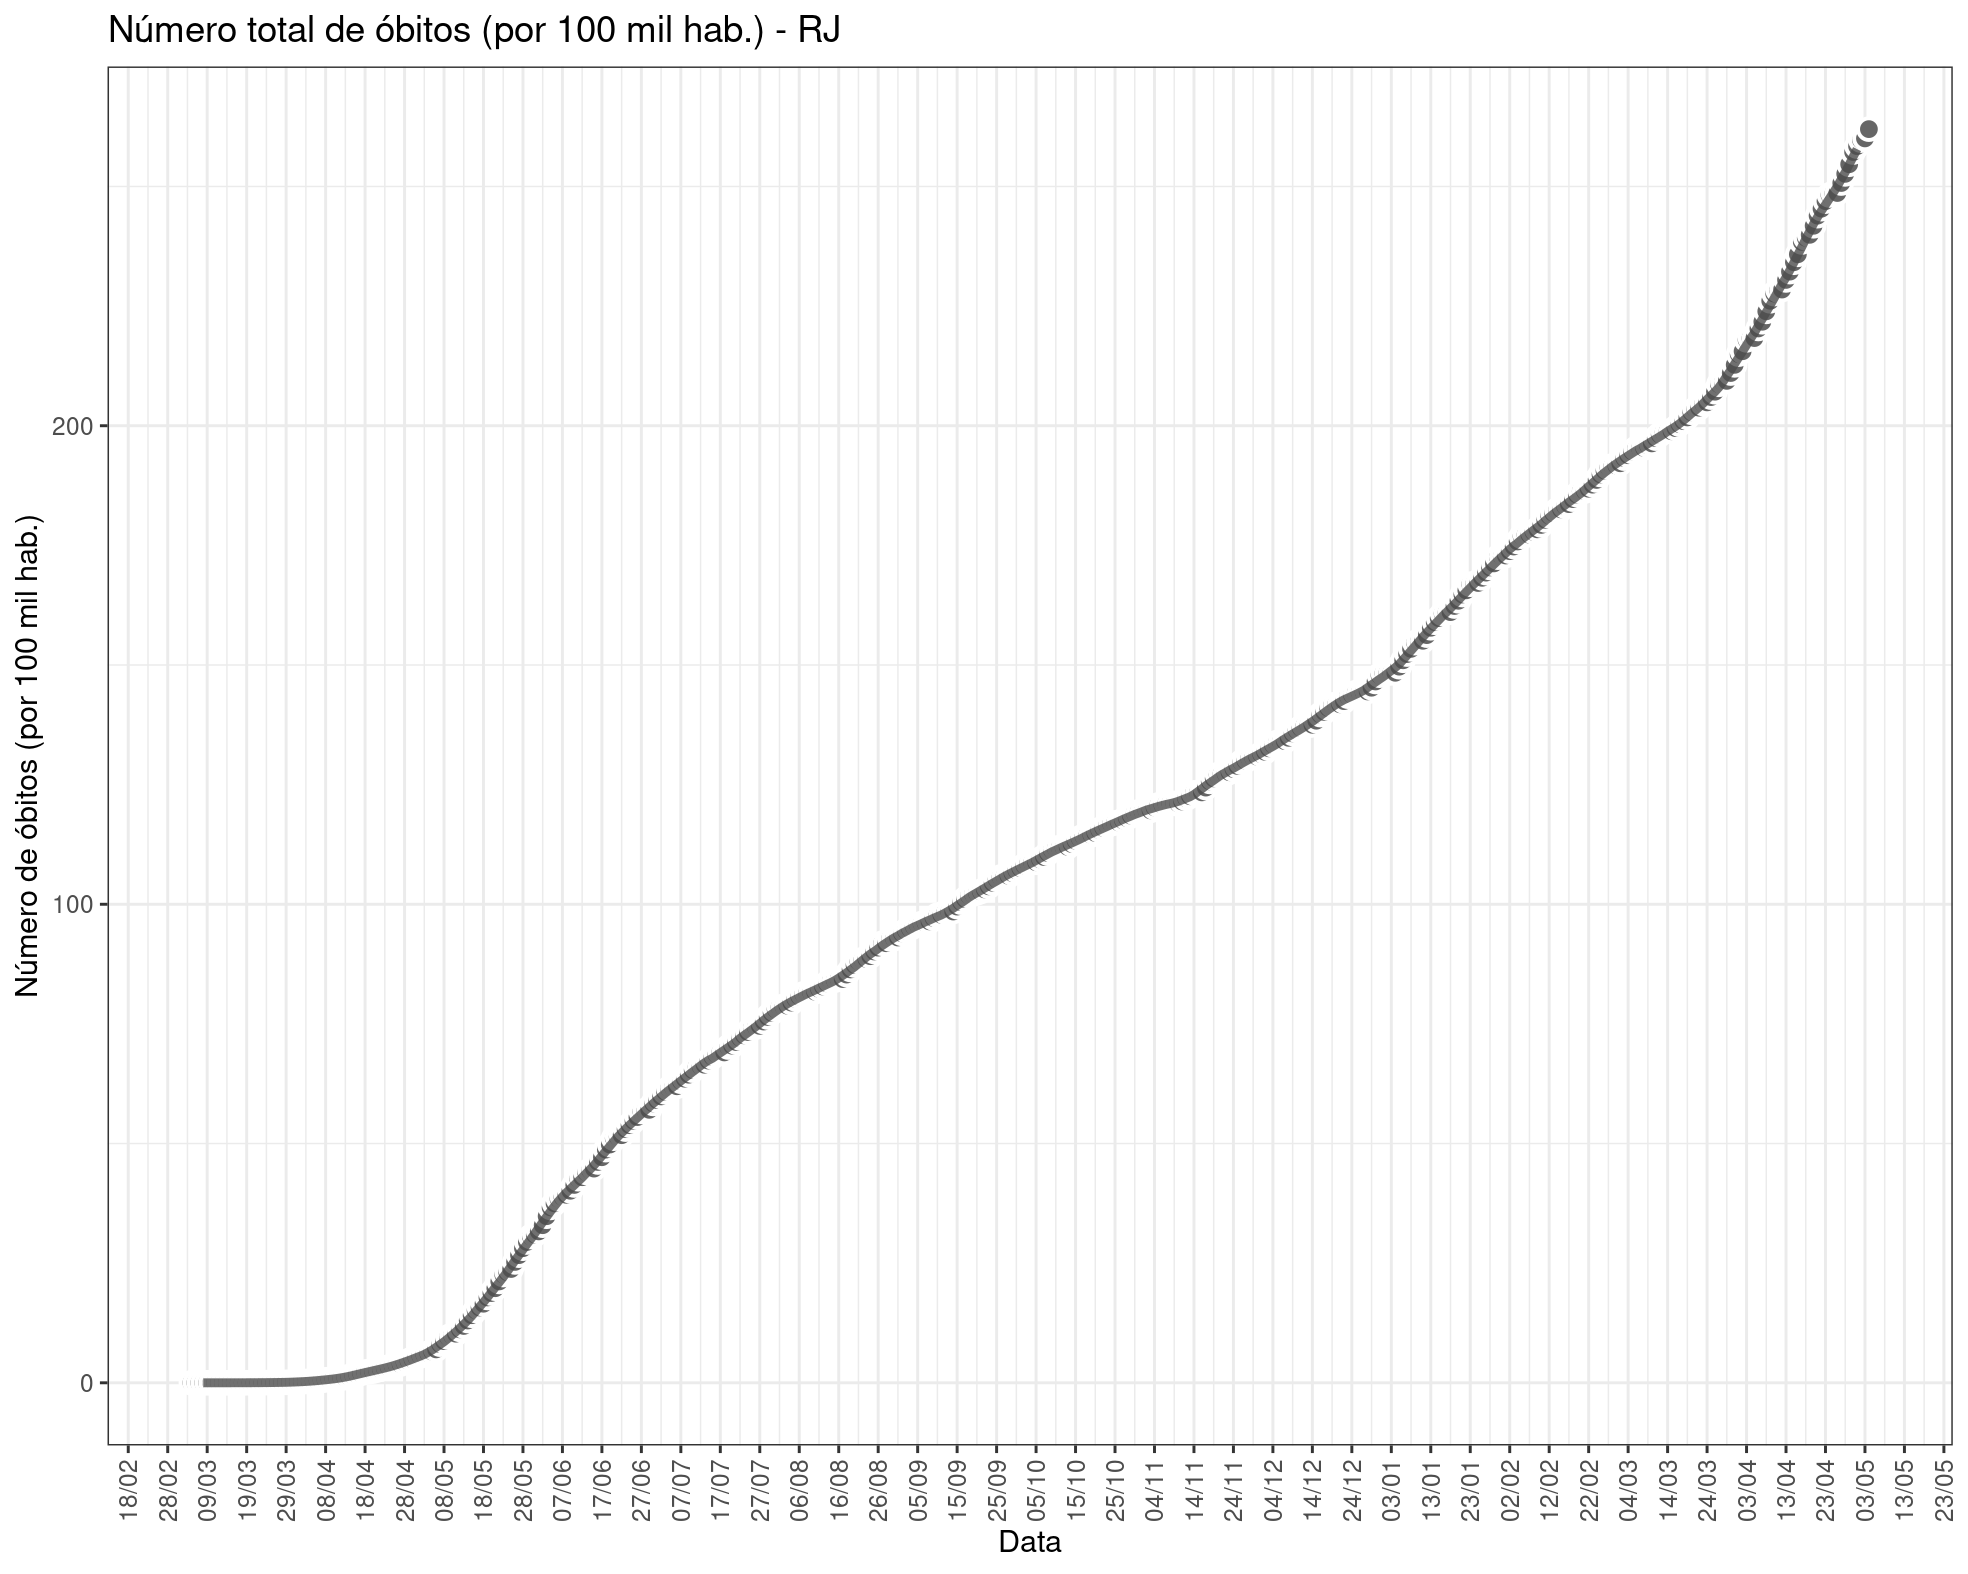 Número total de óbitos (por 100 mil hab.) - RJ
Número de óbitos (por 100 mil hab.)
200
100
0
18/02 28/02 09/03 19/03 29/03 08/04 18/04 28/04 08/05 18/05 28/05 07/06 17/06 27/06 07/07 17/07 27/07 06/08 16/08 26/08 05/09 15/09 25/09 05/10 15/10 25/10 04/11 14/11 24/11 04/12 14/12 24/12 03/01 13/01 23/01 02/02 12/02 22/02 04/03 14/03 24/03 03/04 13/04 23/04 03/05 13/05 23/05
Data